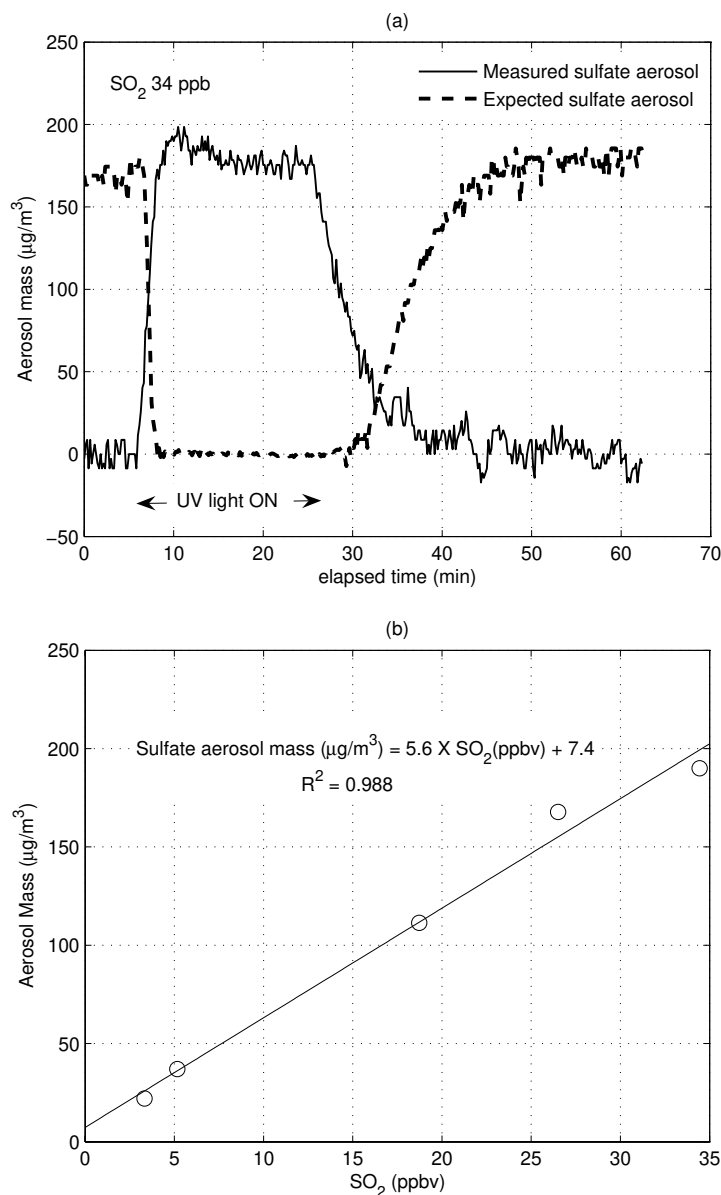 (a)
250
200
150
100
50
0
−50
Aerosol mass (μg/m³)
SO₂ 34 ppb
Measured sulfate aerosol
Expected sulfate aerosol
UV light ON
0 10 20 30 40 50 60 70
elapsed time (min)
(b)
250
200
150
100
50
0
Aerosol Mass (μg/m³)
Sulfate aerosol mass (μg/m³) = 5.6 X SO₂(ppbv) + 7.4
R² = 0.988
0 5 10 15 20 25 30 35
SO₂ (ppbv)